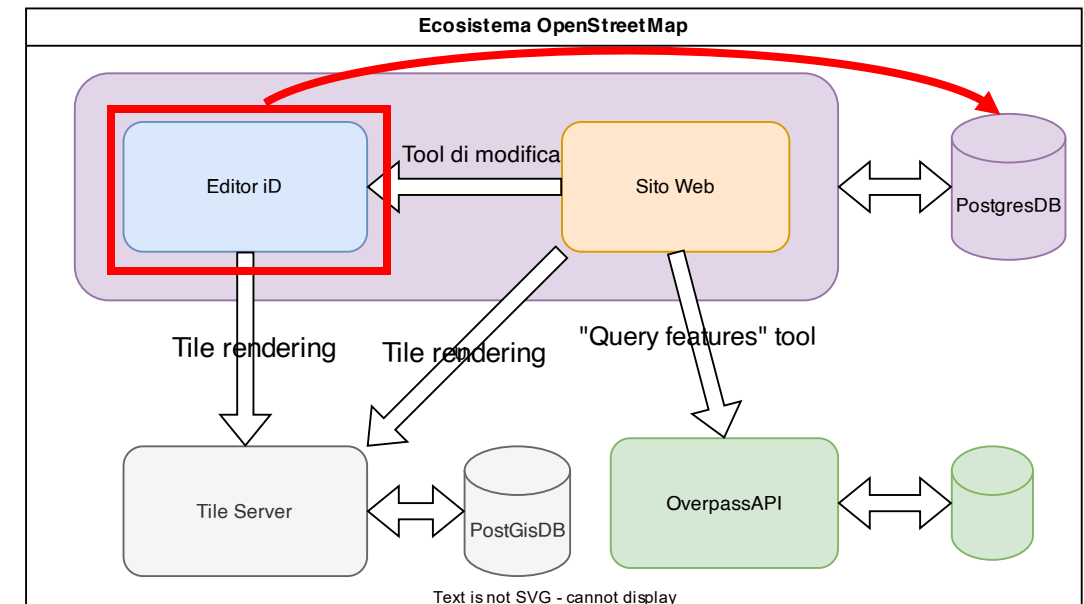 Ecosistema OpenStreetMap
Tool di modifica
Editor iD
Sito Web
PostgresDB
Tile rendering
Tile rendering
"Query features" tool
Tile Server
PostGisDB
OverpassAPI
Text is not SVG - cannot display